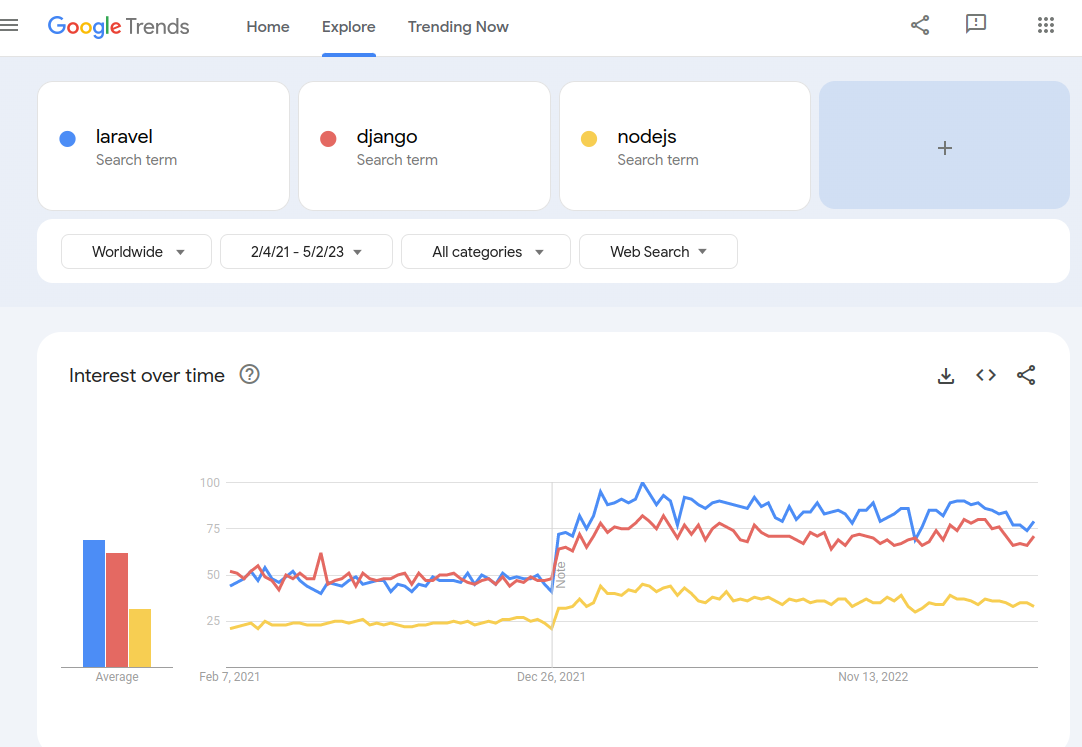 Google Trends Home Explore Trending Now
laravel
Search term
django
Search term
nodejs
Search term
+
Worldwide 2/4/21 - 5/2/23 All categories Web Search
Interest over time ?
100
75
50
25
Note
Average
Feb 7, 2021 Dec 26, 2021 Nov 13, 2022